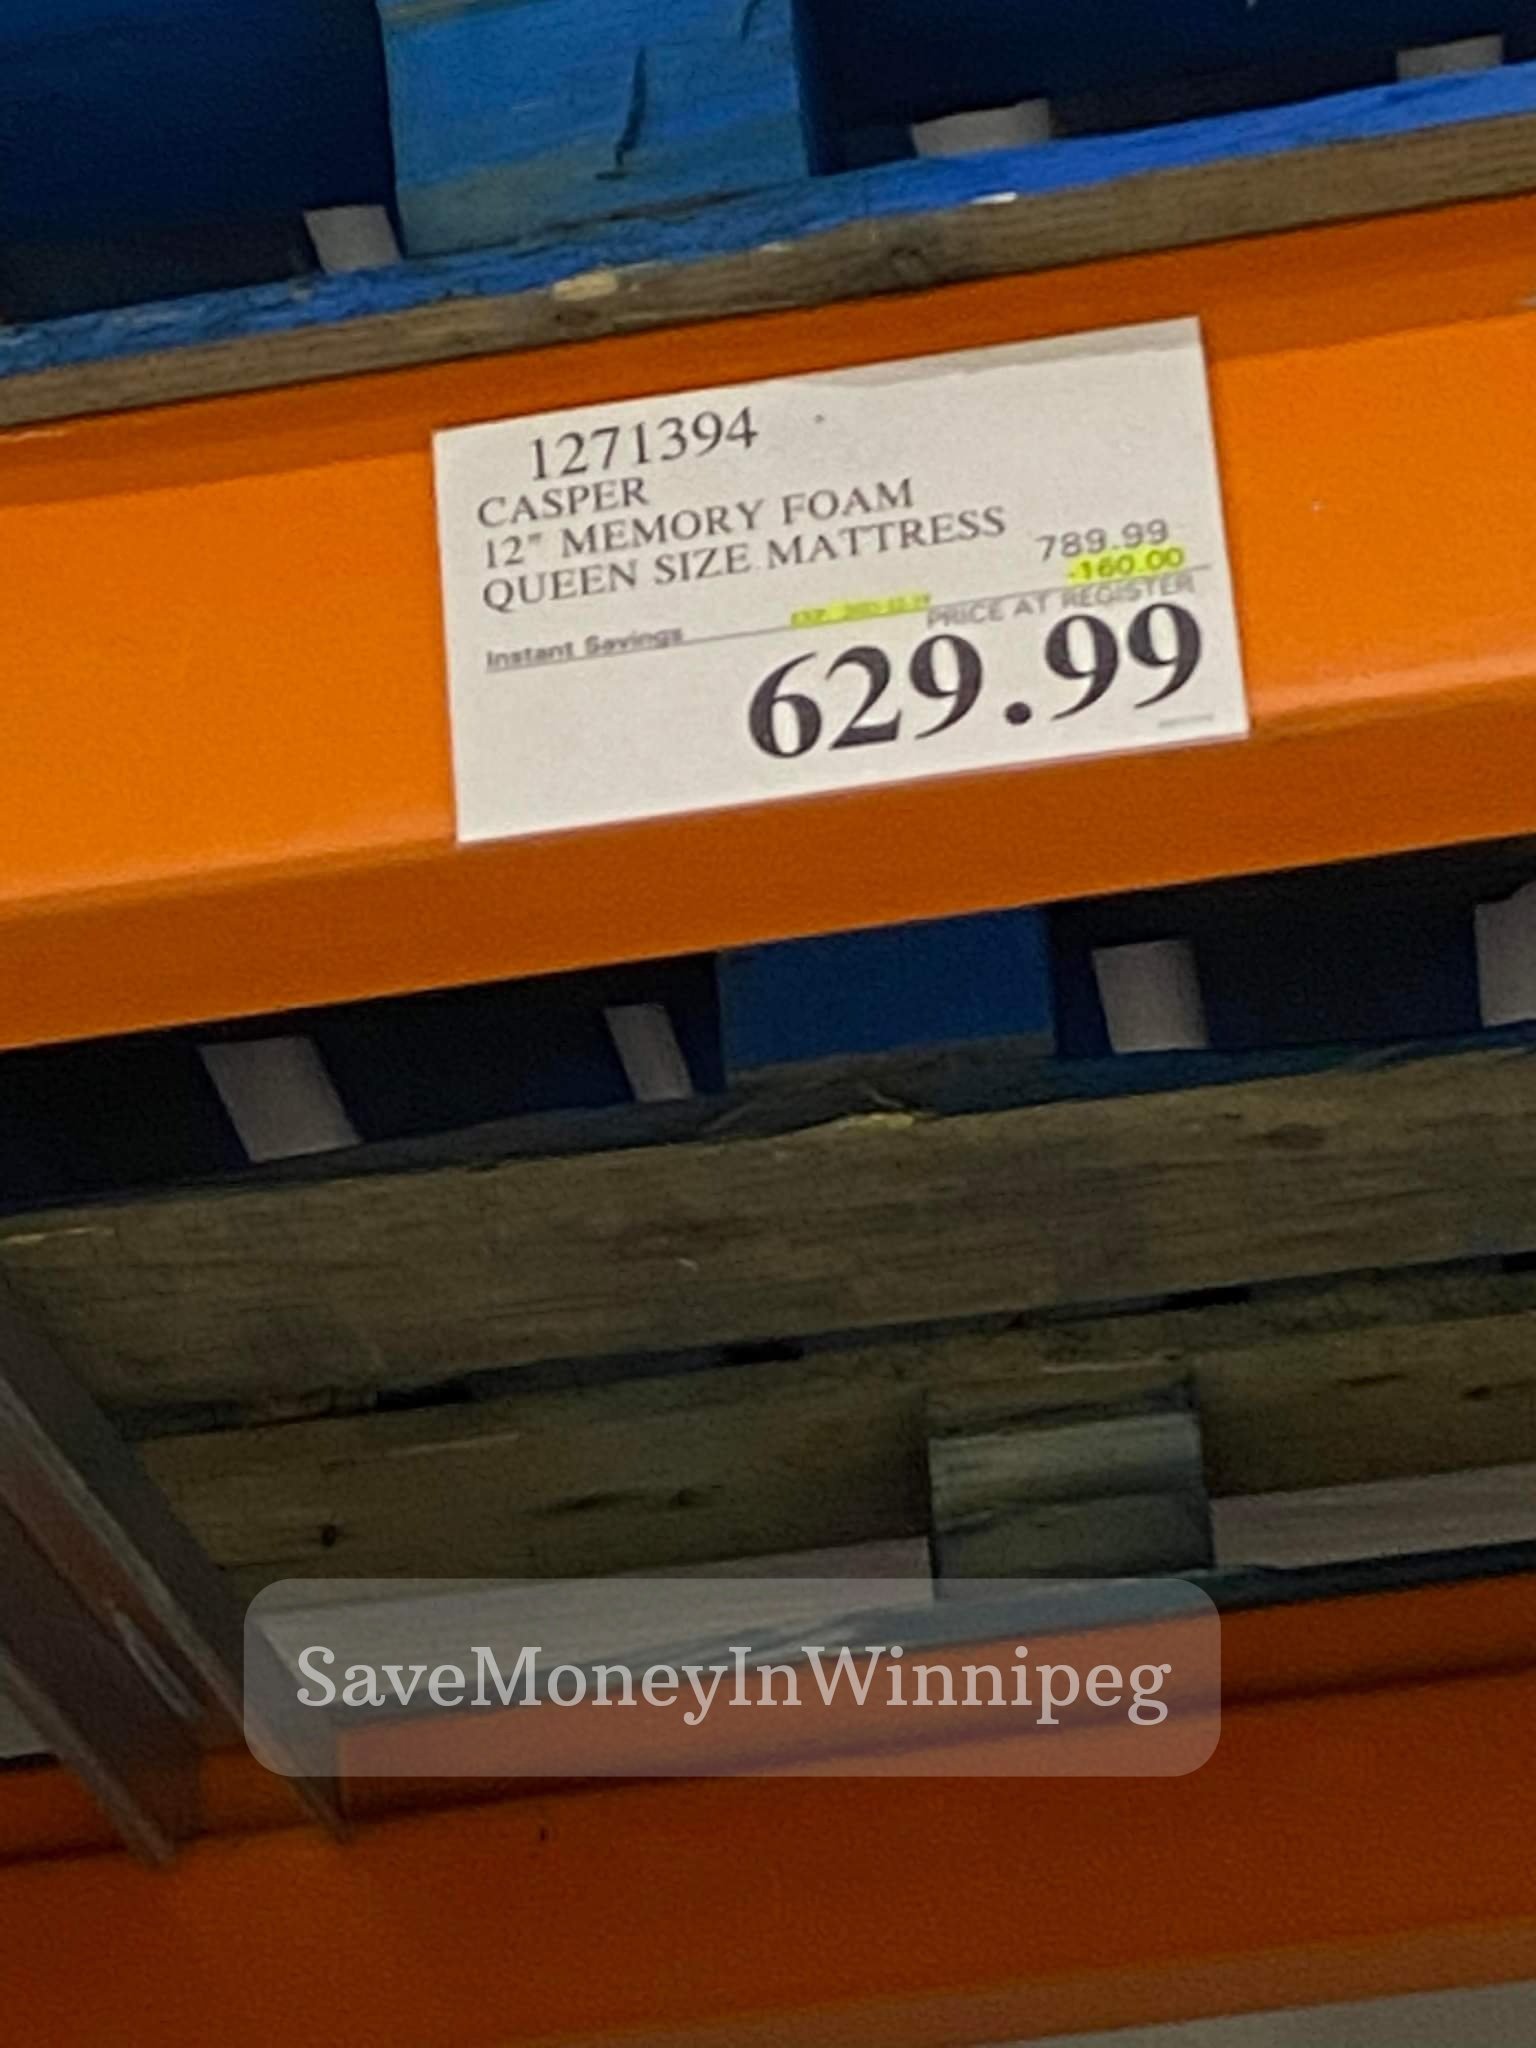 1271394
CASPER
12" MEMORY FOAM
QUEEN SIZE MATTRESS
789.99
-160.00
Instant Savings
EXP.
PRICE AT REGISTER
629.99
SaveMoneyInWinnipeg